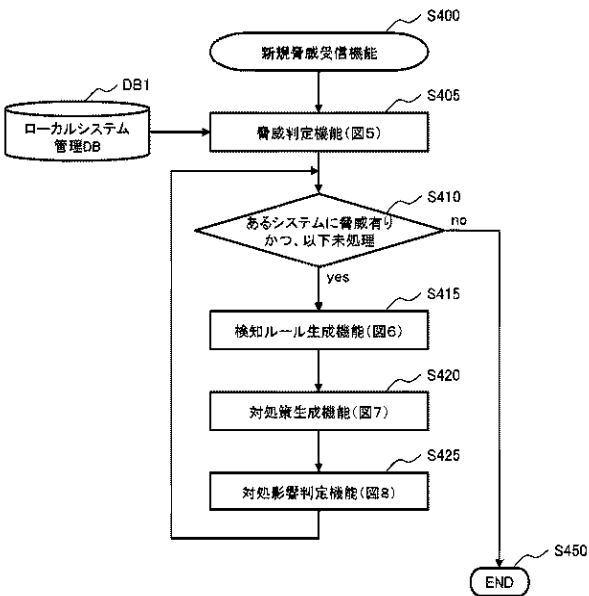 S400
新規脅威受信機能
DB1
ローカルシステム
管理DB
S405
脅威判定機能(図5)
S410
あるシステムに脅威有り
かつ、以下未処理
no
yes
S415
検知ルール生成機能(図6)
S420
対処策生成機能(図7)
S425
対処影響判定機能(図8)
S450
END